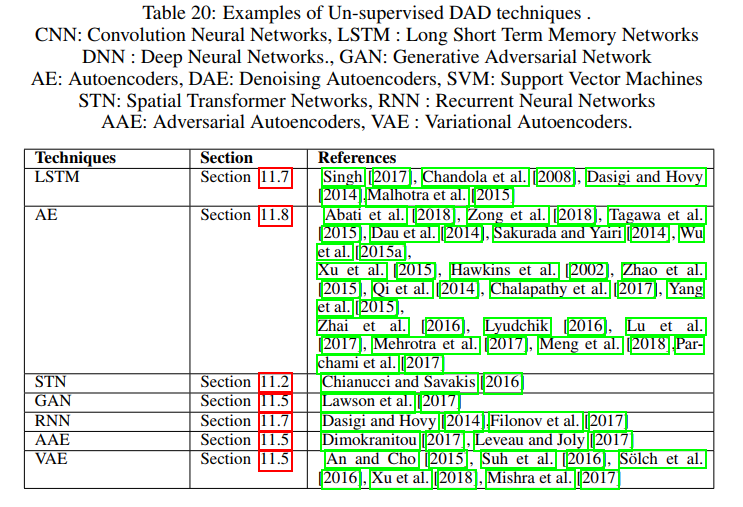 Table 20: Examples of Un-supervised DAD techniques .
CNN: Convolution Neural Networks, LSTM : Long Short Term Memory Networks
DNN : Deep Neural Networks., GAN: Generative Adversarial Network
AE: Autoencoders, DAE: Denoising Autoencoders, SVM: Support Vector Machines
STN: Spatial Transformer Networks, RNN : Recurrent Neural Networks
AAE: Adversarial Autoencoders, VAE : Variational Autoencoders.
Techniques Section References
LSTM Section 11.7 Singh [2017], Chandola et al. [2008], Dasigi and Hovy
[2014],Malhotra et al. [2015]
AE Section 11.8 Abati et al. [2018], Zong et al. [2018], Tagawa et al.
[2015], Dau et al. [2014], Sakurada and Yairi [2014], Wu
et al. [2015a],
Xu et al. [2015], Hawkins et al. [2002], Zhao et al.
[2015], Qi et al. [2014], Chalapathy et al. [2017], Yang
et al. [2015],
Zhai et al. [2016], Lyudchik [2016], Lu et al.
[2017], Mehrotra et al. [2017], Meng et al. [2018],Par-
chami et al. [2017]
STN Section 11.2 Chianucci and Savakis [2016]
GAN Section 11.5 Lawson et al. [2017]
RNN Section 11.7 Dasigi and Hovy [2014],Filonov et al. [2017]
AAE Section 11.5 Dimokranitou [2017], Leveau and Joly [2017]
VAE Section 11.5 An and Cho [2015], Suh et al. [2016], Sölch et al.
[2016], Xu et al. [2018], Mishra et al. [2017]